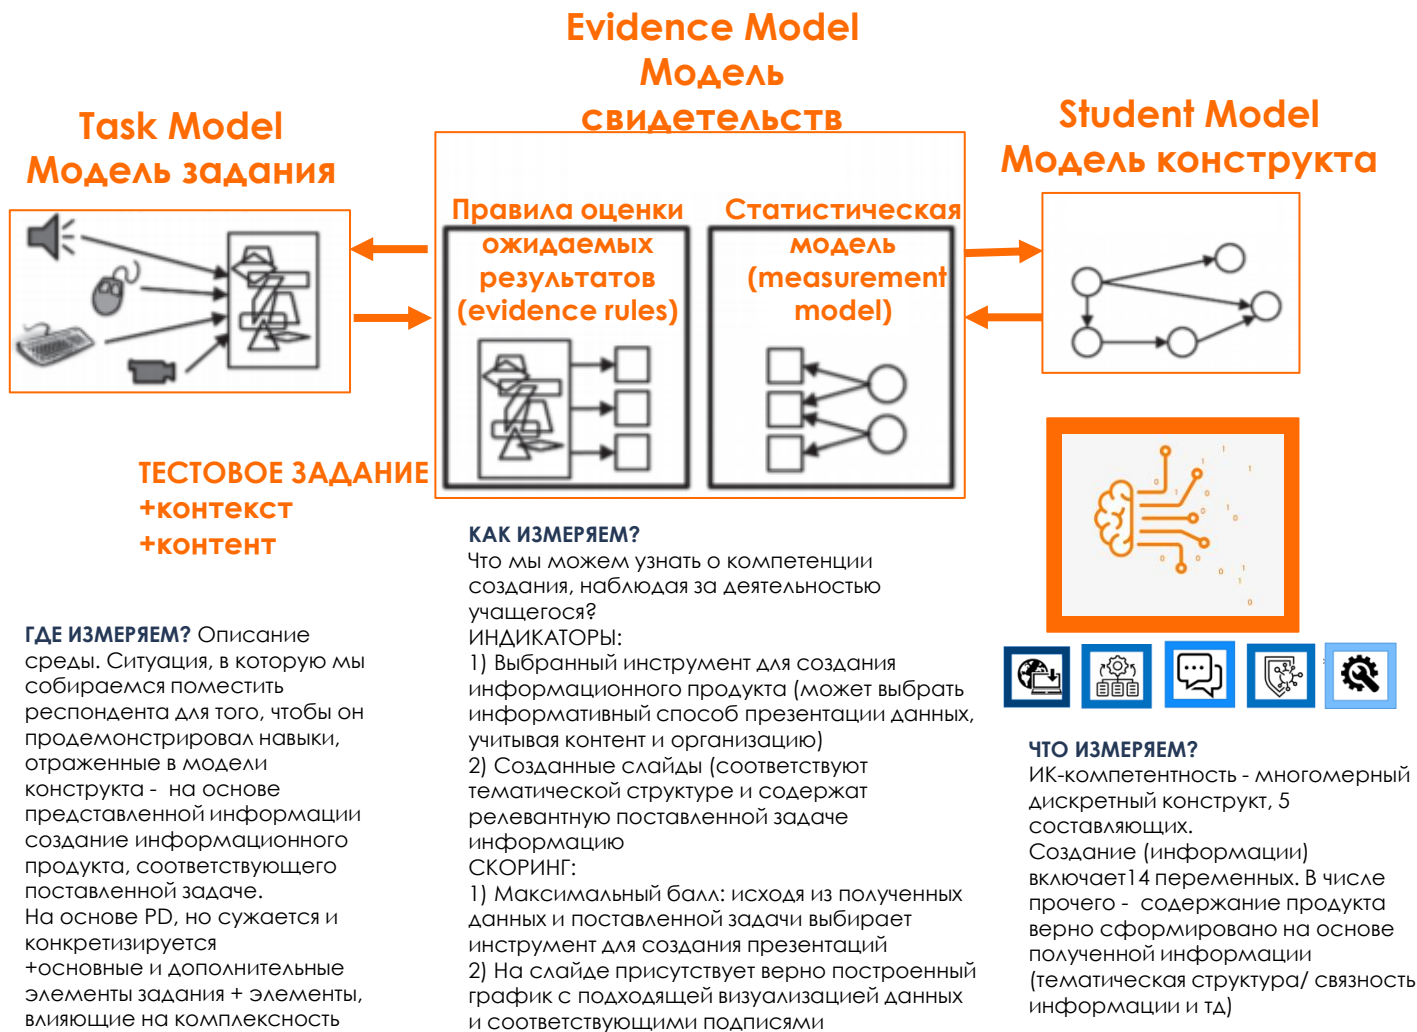 Evidence Model
Модель
свидетельств
Task Model
Модель задания
Student Model
Модель конструкта
Правила оценки
ожидаемых
результатов
(evidence rules)
Статистическая
модель
(measurement
model)
ТЕСТОВОЕ ЗАДАНИЕ
+контекст
+контент
ГДЕ ИЗМЕРЯЕМ? Описание
среды. Ситуация, в которую мы
собираемся поместить
респондента для того, чтобы он
продемонстрировал навыки,
отраженные в модели
конструкта - на основе
представленной информации
создание информационного
продукта, соответствующего
поставленной задаче.
На основе PD, но сужается и
конкретизируется
+основные и дополнительные
элементы задания + элементы,
влияющие на комплексность
КАК ИЗМЕРЯЕМ?
Что мы можем узнать о компетенции
создания, наблюдая за деятельностью
учащегося?
ИНДИКАТОРЫ:
1) Выбранный инструмент для создания
информационного продукта (может выбрать
информативный способ презентации данных,
учитывая контент и организацию)
2) Созданные слайды (соответствуют
тематической структуре и содержат
релевантную поставленной задаче
информацию
СКОРИНГ:
1) Максимальный балл: исходя из полученных
данных и поставленной задачи выбирает
инструмент для создания презентаций
2) На слайде присутствует верно построенный
график с подходящей визуализацией данных
и соответствующими подписями
ЧТО ИЗМЕРЯЕМ?
ИК-компетентность - многомерный
дискретный конструкт, 5
составляющих.
Создание (информации)
включает14 переменных. В числе
прочего - содержание продукта
верно сформировано на основе
полученной информации
(тематическая структура/ связность
информации и тд)